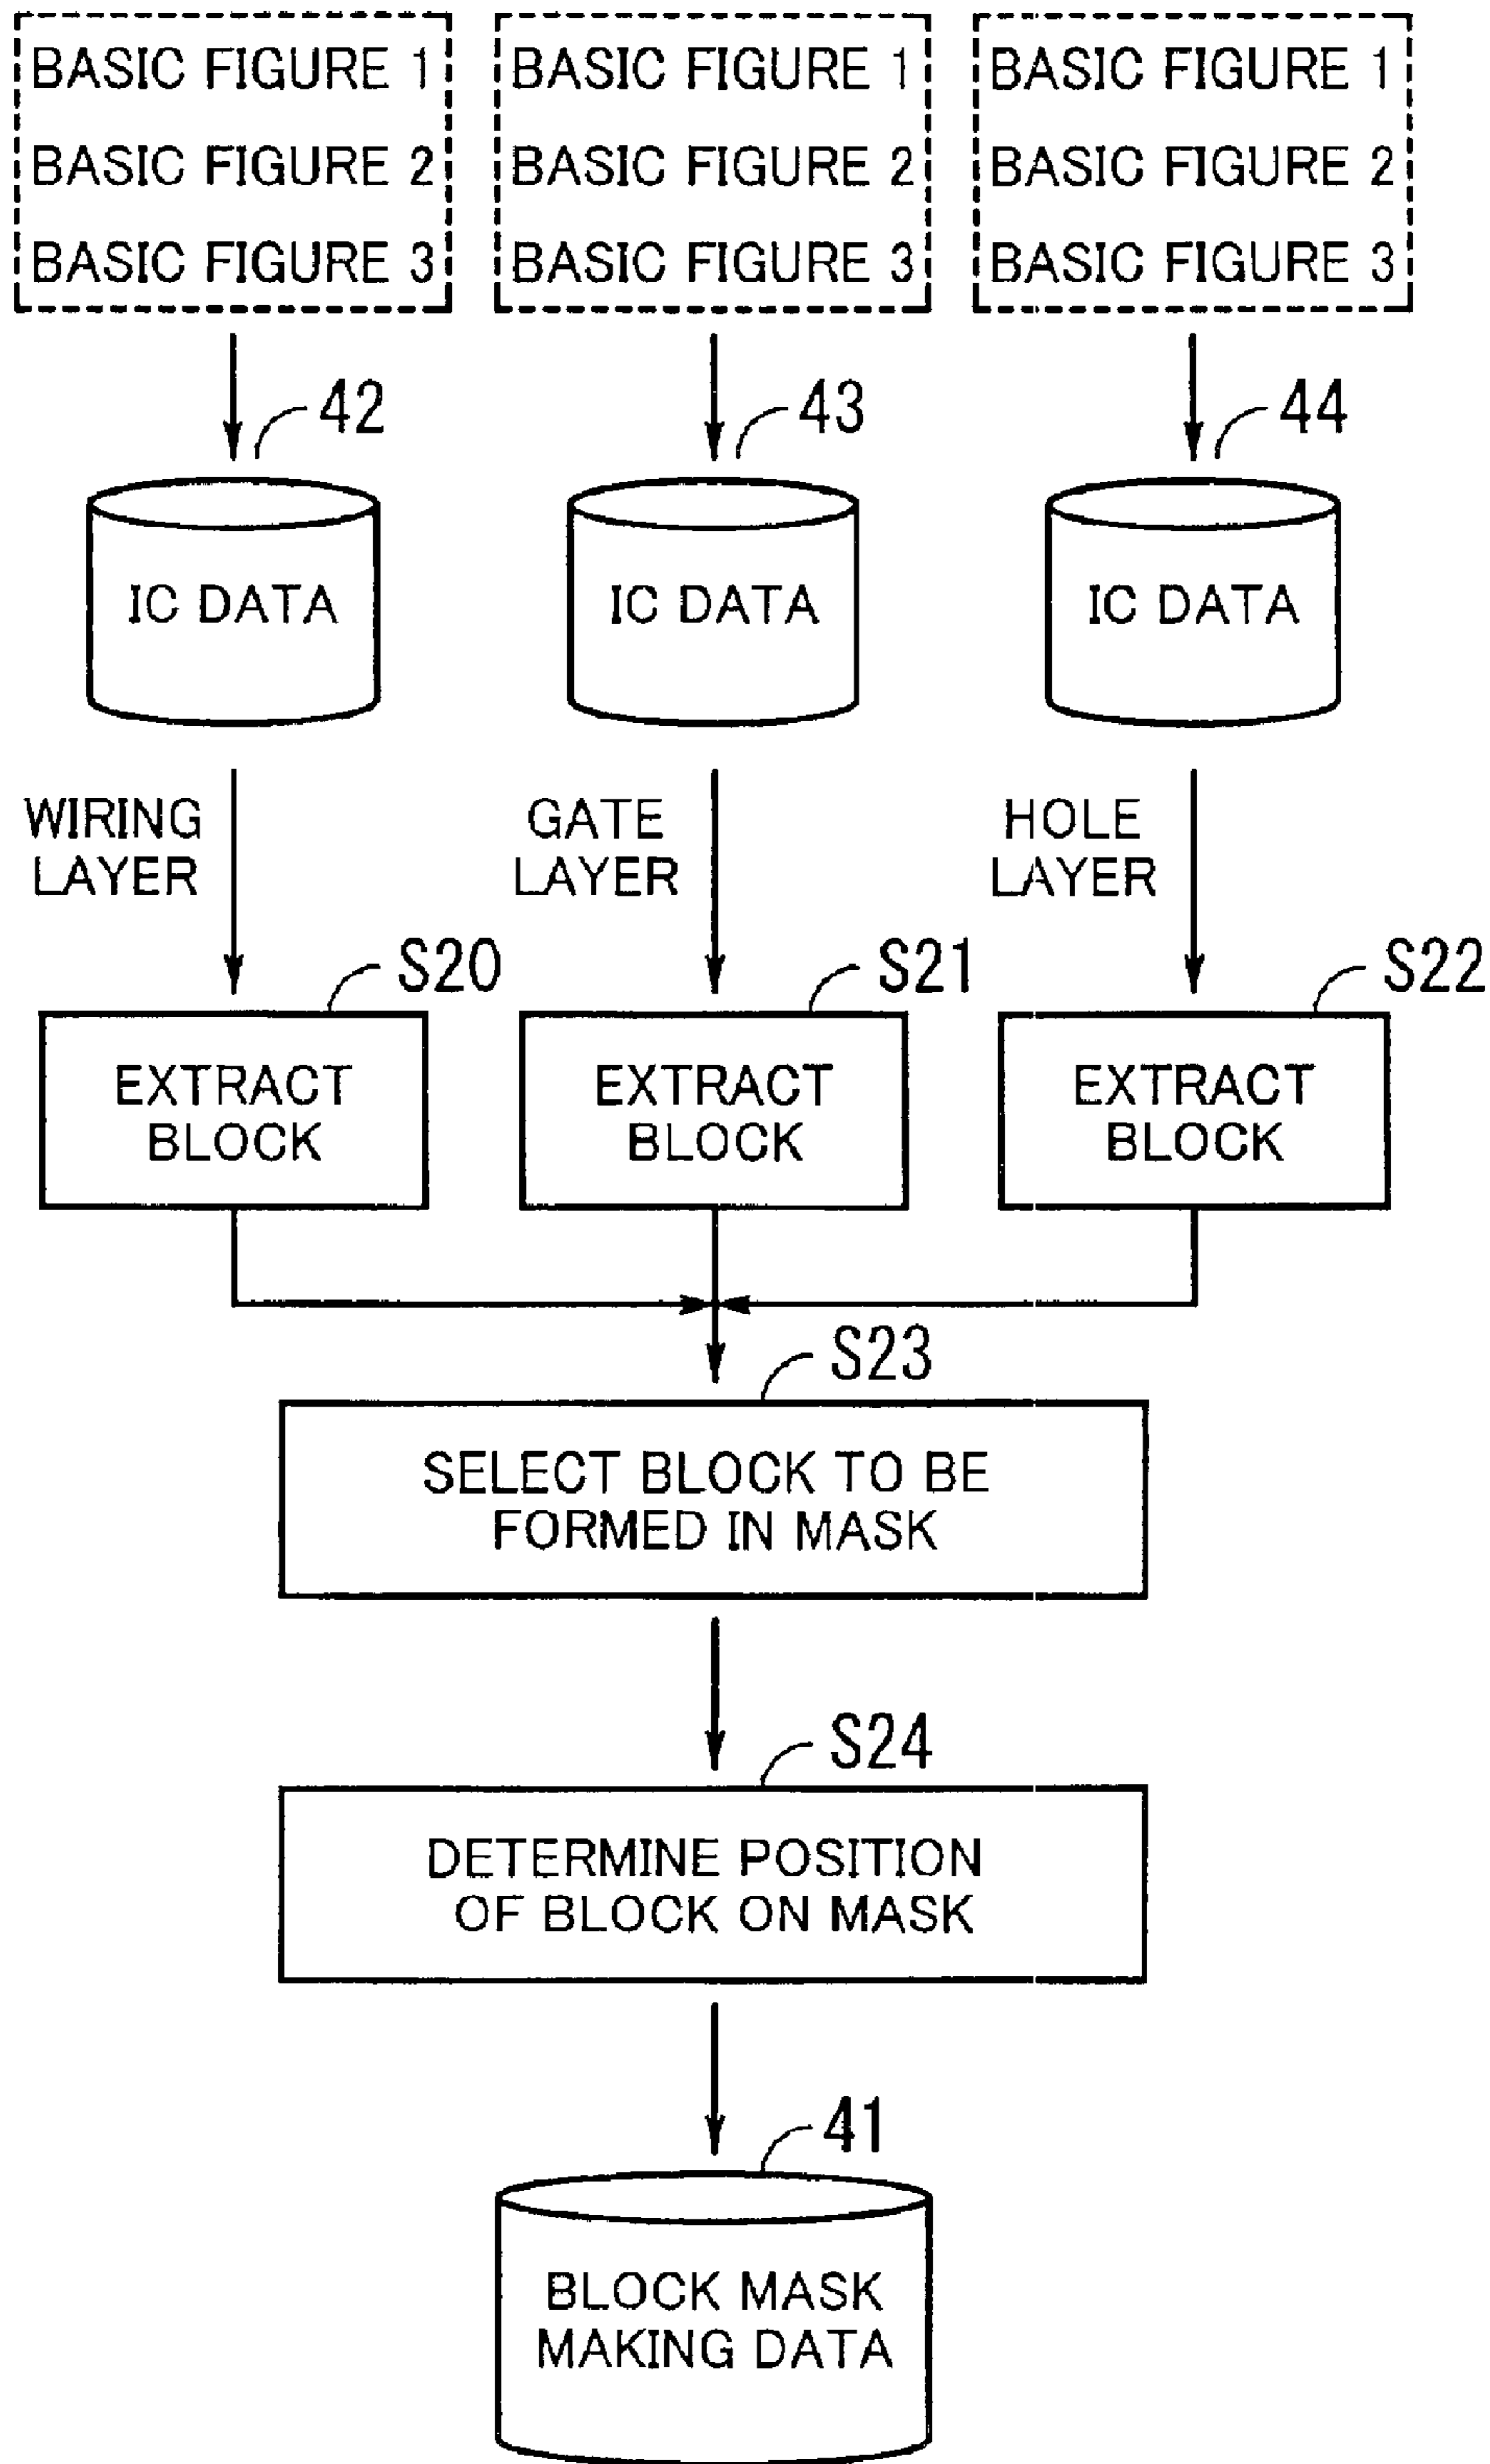 BASIC FIGURE 1
BASIC FIGURE 2
BASIC FIGURE 3
BASIC FIGURE 1
BASIC FIGURE 2
BASIC FIGURE 3
BASIC FIGURE 1
BASIC FIGURE 2
BASIC FIGURE 3
42
43
44
IC DATA
IC DATA
IC DATA
WIRING
LAYER
GATE
LAYER
HOLE
LAYER
S20
S21
S22
EXTRACT
BLOCK
EXTRACT
BLOCK
EXTRACT
BLOCK
S23
SELECT BLOCK TO BE
FORMED IN MASK
S24
DETERMINE POSITION
OF BLOCK ON MASK
41
BLOCK MASK
MAKING DATA